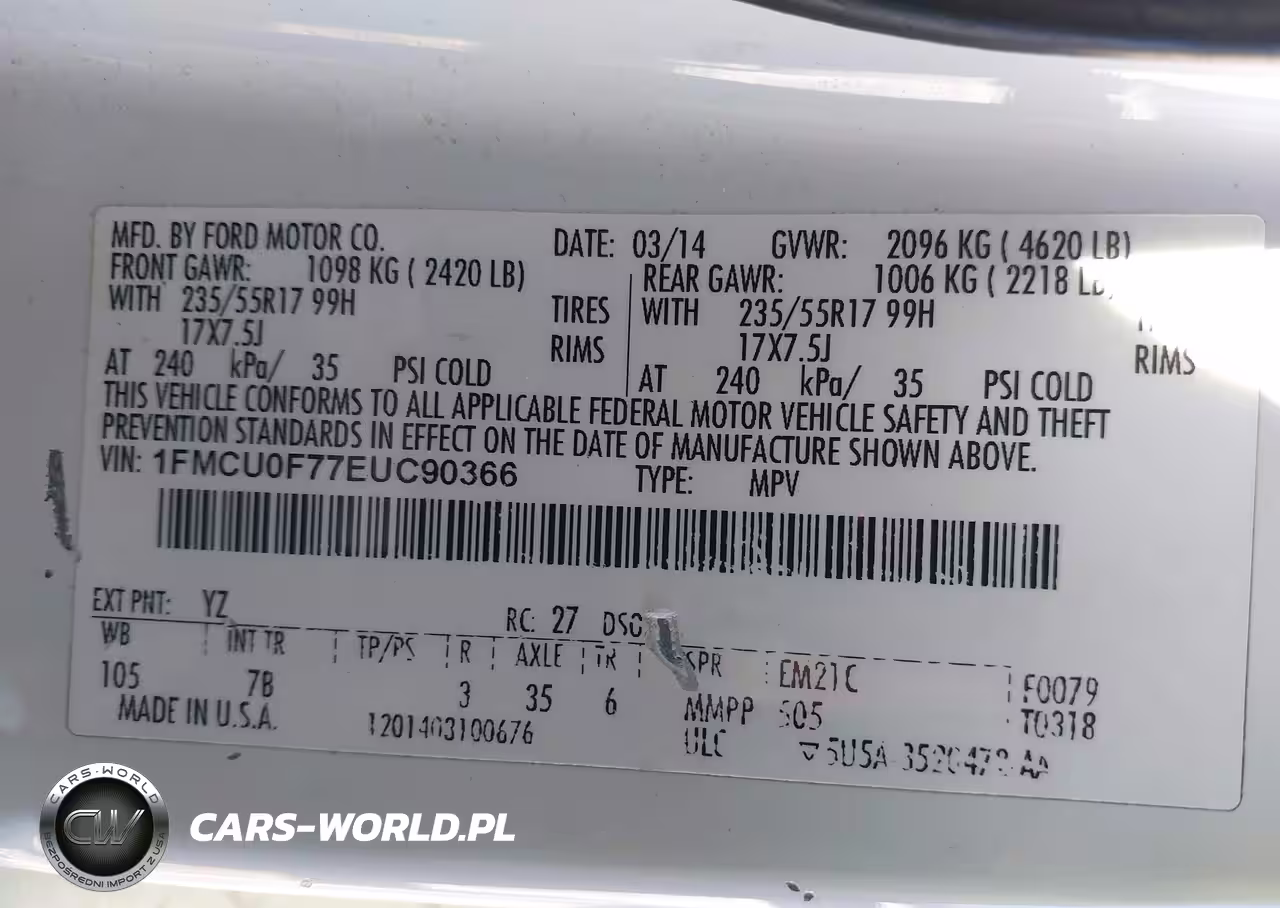 MFD. BY FORD MOTOR CO. DATE: 03/14 GVWR: 2096 KG ( 4620 LB)
FRONT GAWR: 1098 KG ( 2420 LB) REAR GAWR: 1006 KG ( 2218
WITH 235/55R17 99H TIRES WITH 235/55R17 99H
17X7.5J RIMS 17X7.5J RIMS
AT 240 kPa/ 35 PSI COLD AT 240 kPa/ 35 PSI COLD
THIS VEHICLE CONFORMS TO ALL APPLICABLE FEDERAL MOTOR VEHICLE SAFETY AND THEFT
PREVENTION STANDARDS IN EFFECT ON THE DATE OF MANUFACTURE SHOWN ABOVE.
VIN: 1FMCU0F77EUC90366 TYPE: MPV
EXT PNT: YZ RC: 27 DSO
WB INT TR TP/PS R AXLE TR SPR EM21C F0079
105 7B 3 35 6 MMPP 505 T0318
MADE IN U.S.A. 1201403100676 ULC
CARS-WORLD
CW
BEZPOŚREDNI IMPORT Z USA
CARS-WORLD.PL